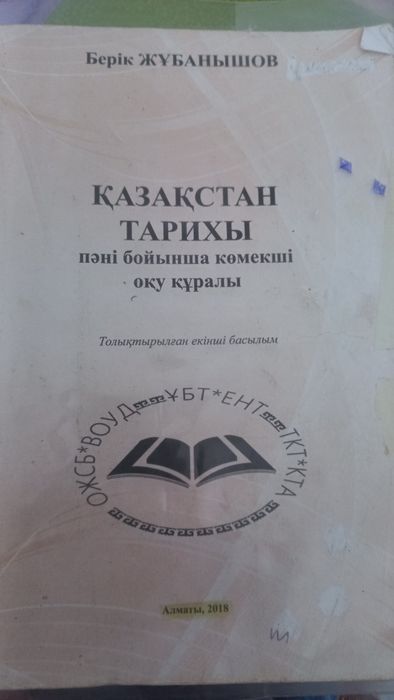 Берік ЖҰБАНЫШОВ
ҚАЗАҚСТАН
ТАРИХЫ
пәні бойынша көмекші
оқу құралы
Толықтырылған екінші басылым
ОЖСБ*ВОУД ҰБТ*ЕНТ ТКТ*КТА
Алматы, 2018